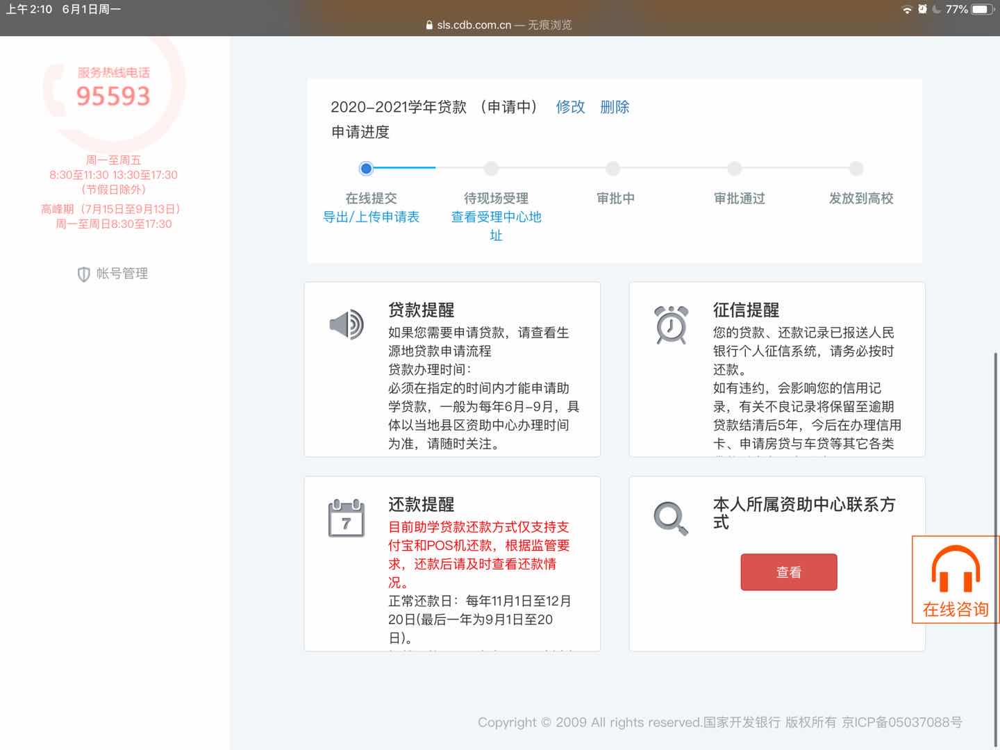 上午2:10 6月1日周一
77%
sls.cdb.com.cn — 无痕浏览
服务热线电话
95593
周一至周五
8:30至11:30 13:30至17:30
（节假日除外）
高峰期（7月15日至9月13日）
周一至周日8:30至17:30
帐号管理
2020-2021学年贷款 （申请中） 修改 删除
申请进度
在线提交
导出/上传申请表
待现场受理
查看受理中心地
址
审批中
审批通过
发放到高校
贷款提醒
如果您需要申请贷款，请查看生
源地贷款申请流程
贷款办理时间：
必须在指定的时间内才能申请助
学贷款，一般为每年6月-9月，具
体以当地县区资助中心办理时间
为准，请随时关注。
征信提醒
您的贷款、还款记录已报送人民
银行个人征信系统，请务必按时
还款。
如有违约，会影响您的信用记
录，有关不良记录将保留至逾期
贷款结清后5年，今后在办理信用
卡、申请房贷与车贷等其它各类
还款提醒
7
目前助学贷款还款方式仅支持支
付宝和POS机还款，根据监管要
求，还款后请及时查看还款情
况。
正常还款日：每年11月1日至12月
20日(最后一年为9月1日至20
日)。
本人所属资助中心联系方
式
查看
在线咨询
Copyright © 2009 All rights reserved.国家开发银行 版权所有 京ICP备05037088号